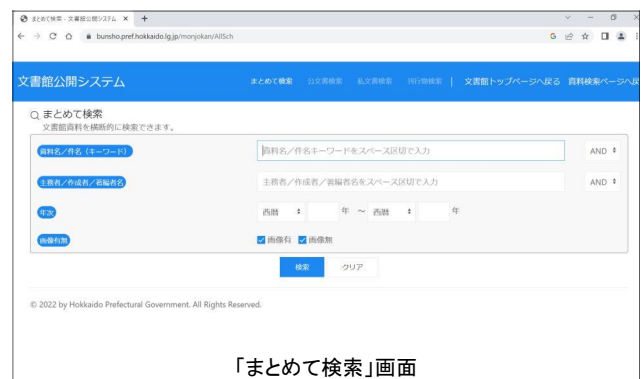 まとめて検索 - 文書館公開システム
bunsho.pref.hokkaido.lg.jp/monjokan/AllSch
文書館公開システム
まとめて検索 公文書検索 私文書検索 刊行物検索 | 文書館トップページへ戻る 資料検索ページへ戻
まとめて検索
文書館資料を横断的に検索できます。
資料名/件名(キーワード) 資料名/件名キーワードをスペース区切で入力 AND
主務者/作成者/著編者名 主務者/作成者/著編者名をスペース区切で入力 AND
年次 西暦 年 ~ 西暦 年
画像有無 画像有 画像無
検索 クリア
© 2022 by Hokkaido Prefectural Government. All Rights Reserved.
「まとめて検索」画面